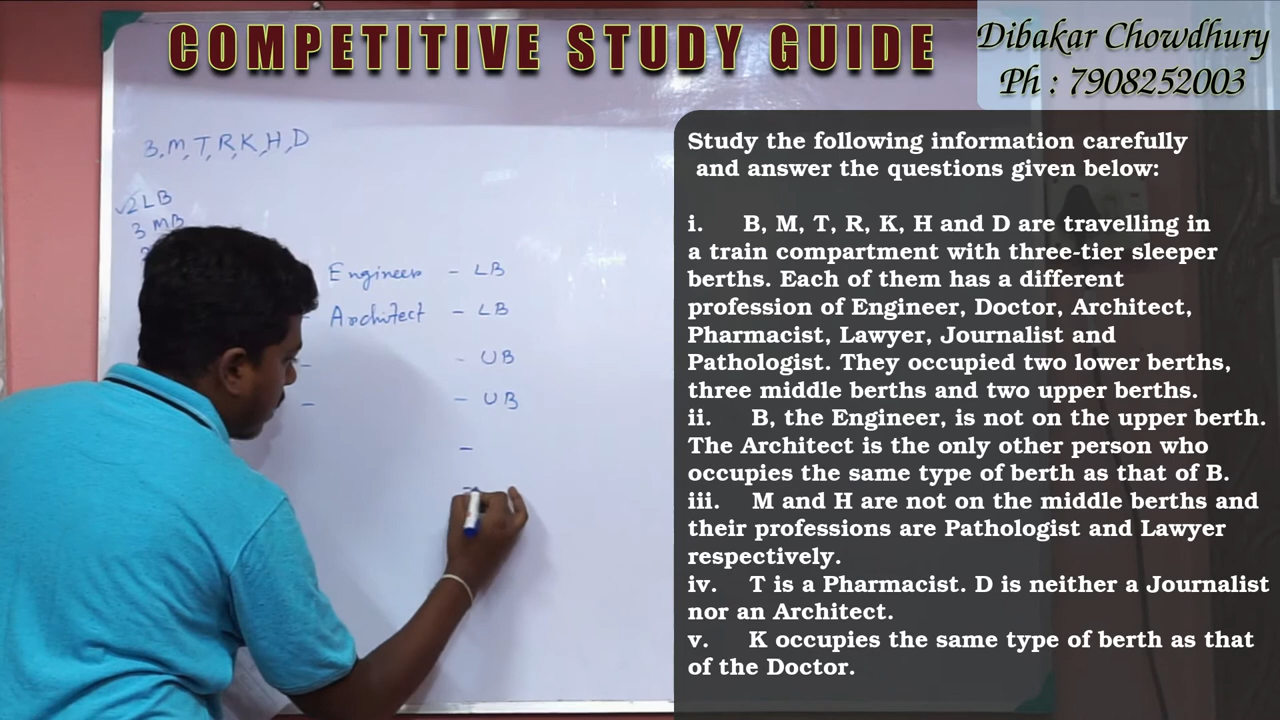 COMPETITIVE STUDY GUIDE
Dibakar Chowdhury
Ph : 7908252003
B, M, T, R, K, H, D
2 LB
3 MB
Engineer - LB
- Architect - LB
- - UB
- - UB
-
Study the following information carefully
and answer the questions given below:
i. B, M, T, R, K, H and D are travelling in
a train compartment with three-tier sleeper
berths. Each of them has a different
profession of Engineer, Doctor, Architect,
Pharmacist, Lawyer, Journalist and
Pathologist. They occupied two lower berths,
three middle berths and two upper berths.
ii. B, the Engineer, is not on the upper berth.
The Architect is the only other person who
occupies the same type of berth as that of B.
iii. M and H are not on the middle berths and
their professions are Pathologist and Lawyer
respectively.
iv. T is a Pharmacist. D is neither a Journalist
nor an Architect.
v. K occupies the same type of berth as that
of the Doctor.